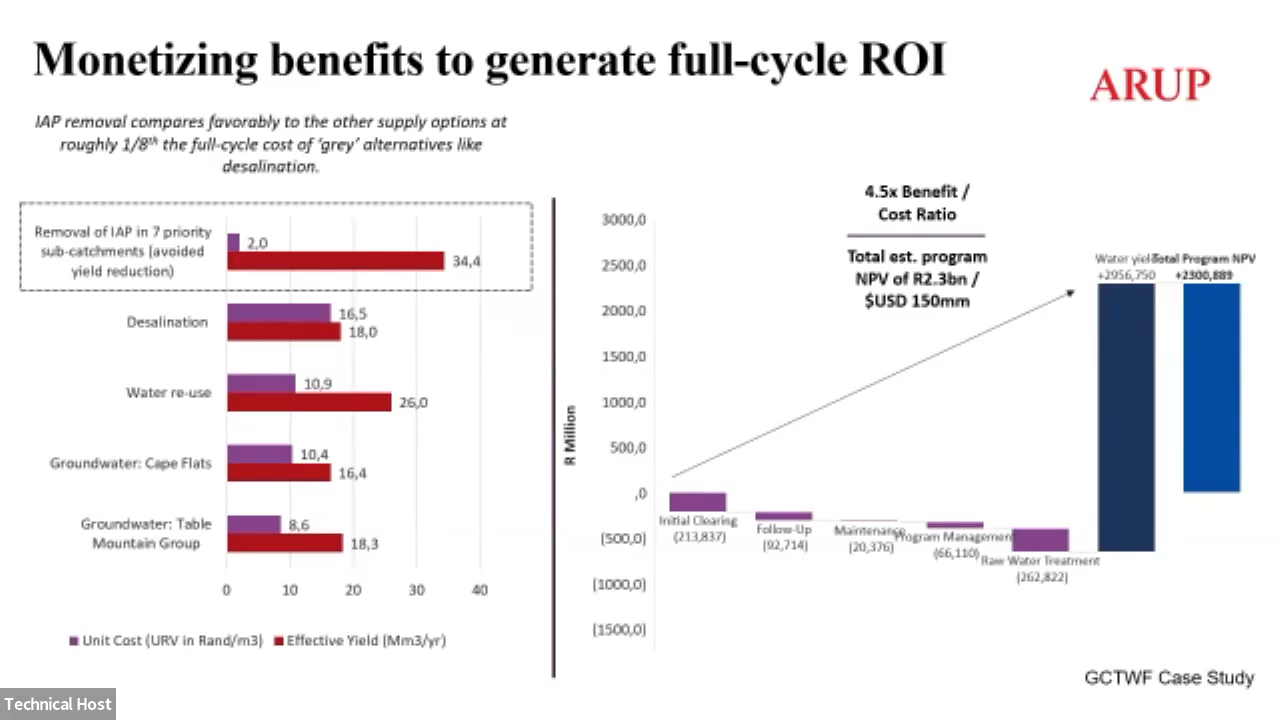 Monetizing benefits to generate full-cycle ROI
ARUP
IAP removal compares favorably to the other supply options at
roughly 1/8th the full-cycle cost of 'grey' alternatives like
desalination.
Removal of IAP in 7 priority
sub-catchments (avoided
yield reduction)
2,0
34,4
Desalination
16,5
18,0
Water re-use
10,9
26,0
Groundwater: Cape Flats
10,4
16,4
Groundwater: Table
Mountain Group
8,6
18,3
0 10 20 30 40
Unit Cost (URV in Rand/m3) Effective Yield (Mm3/yr)
4.5x Benefit /
Cost Ratio
Total est. program
NPV of R2.3bn /
$USD 150mm
R Million
3000,0
2500,0
2000,0
1500,0
1000,0
500,0
,0
(500,0)
(1000,0)
(1500,0)
Initial Clearing
(213,837)
Follow-Up
(92,714)
Maintenance
(20,376)
Program Management
(66,110)
Raw Water Treatment
(262,822)
Water yield
+2956,750
Total Program NPV
+2300,889
GCTWF Case Study
Technical Host